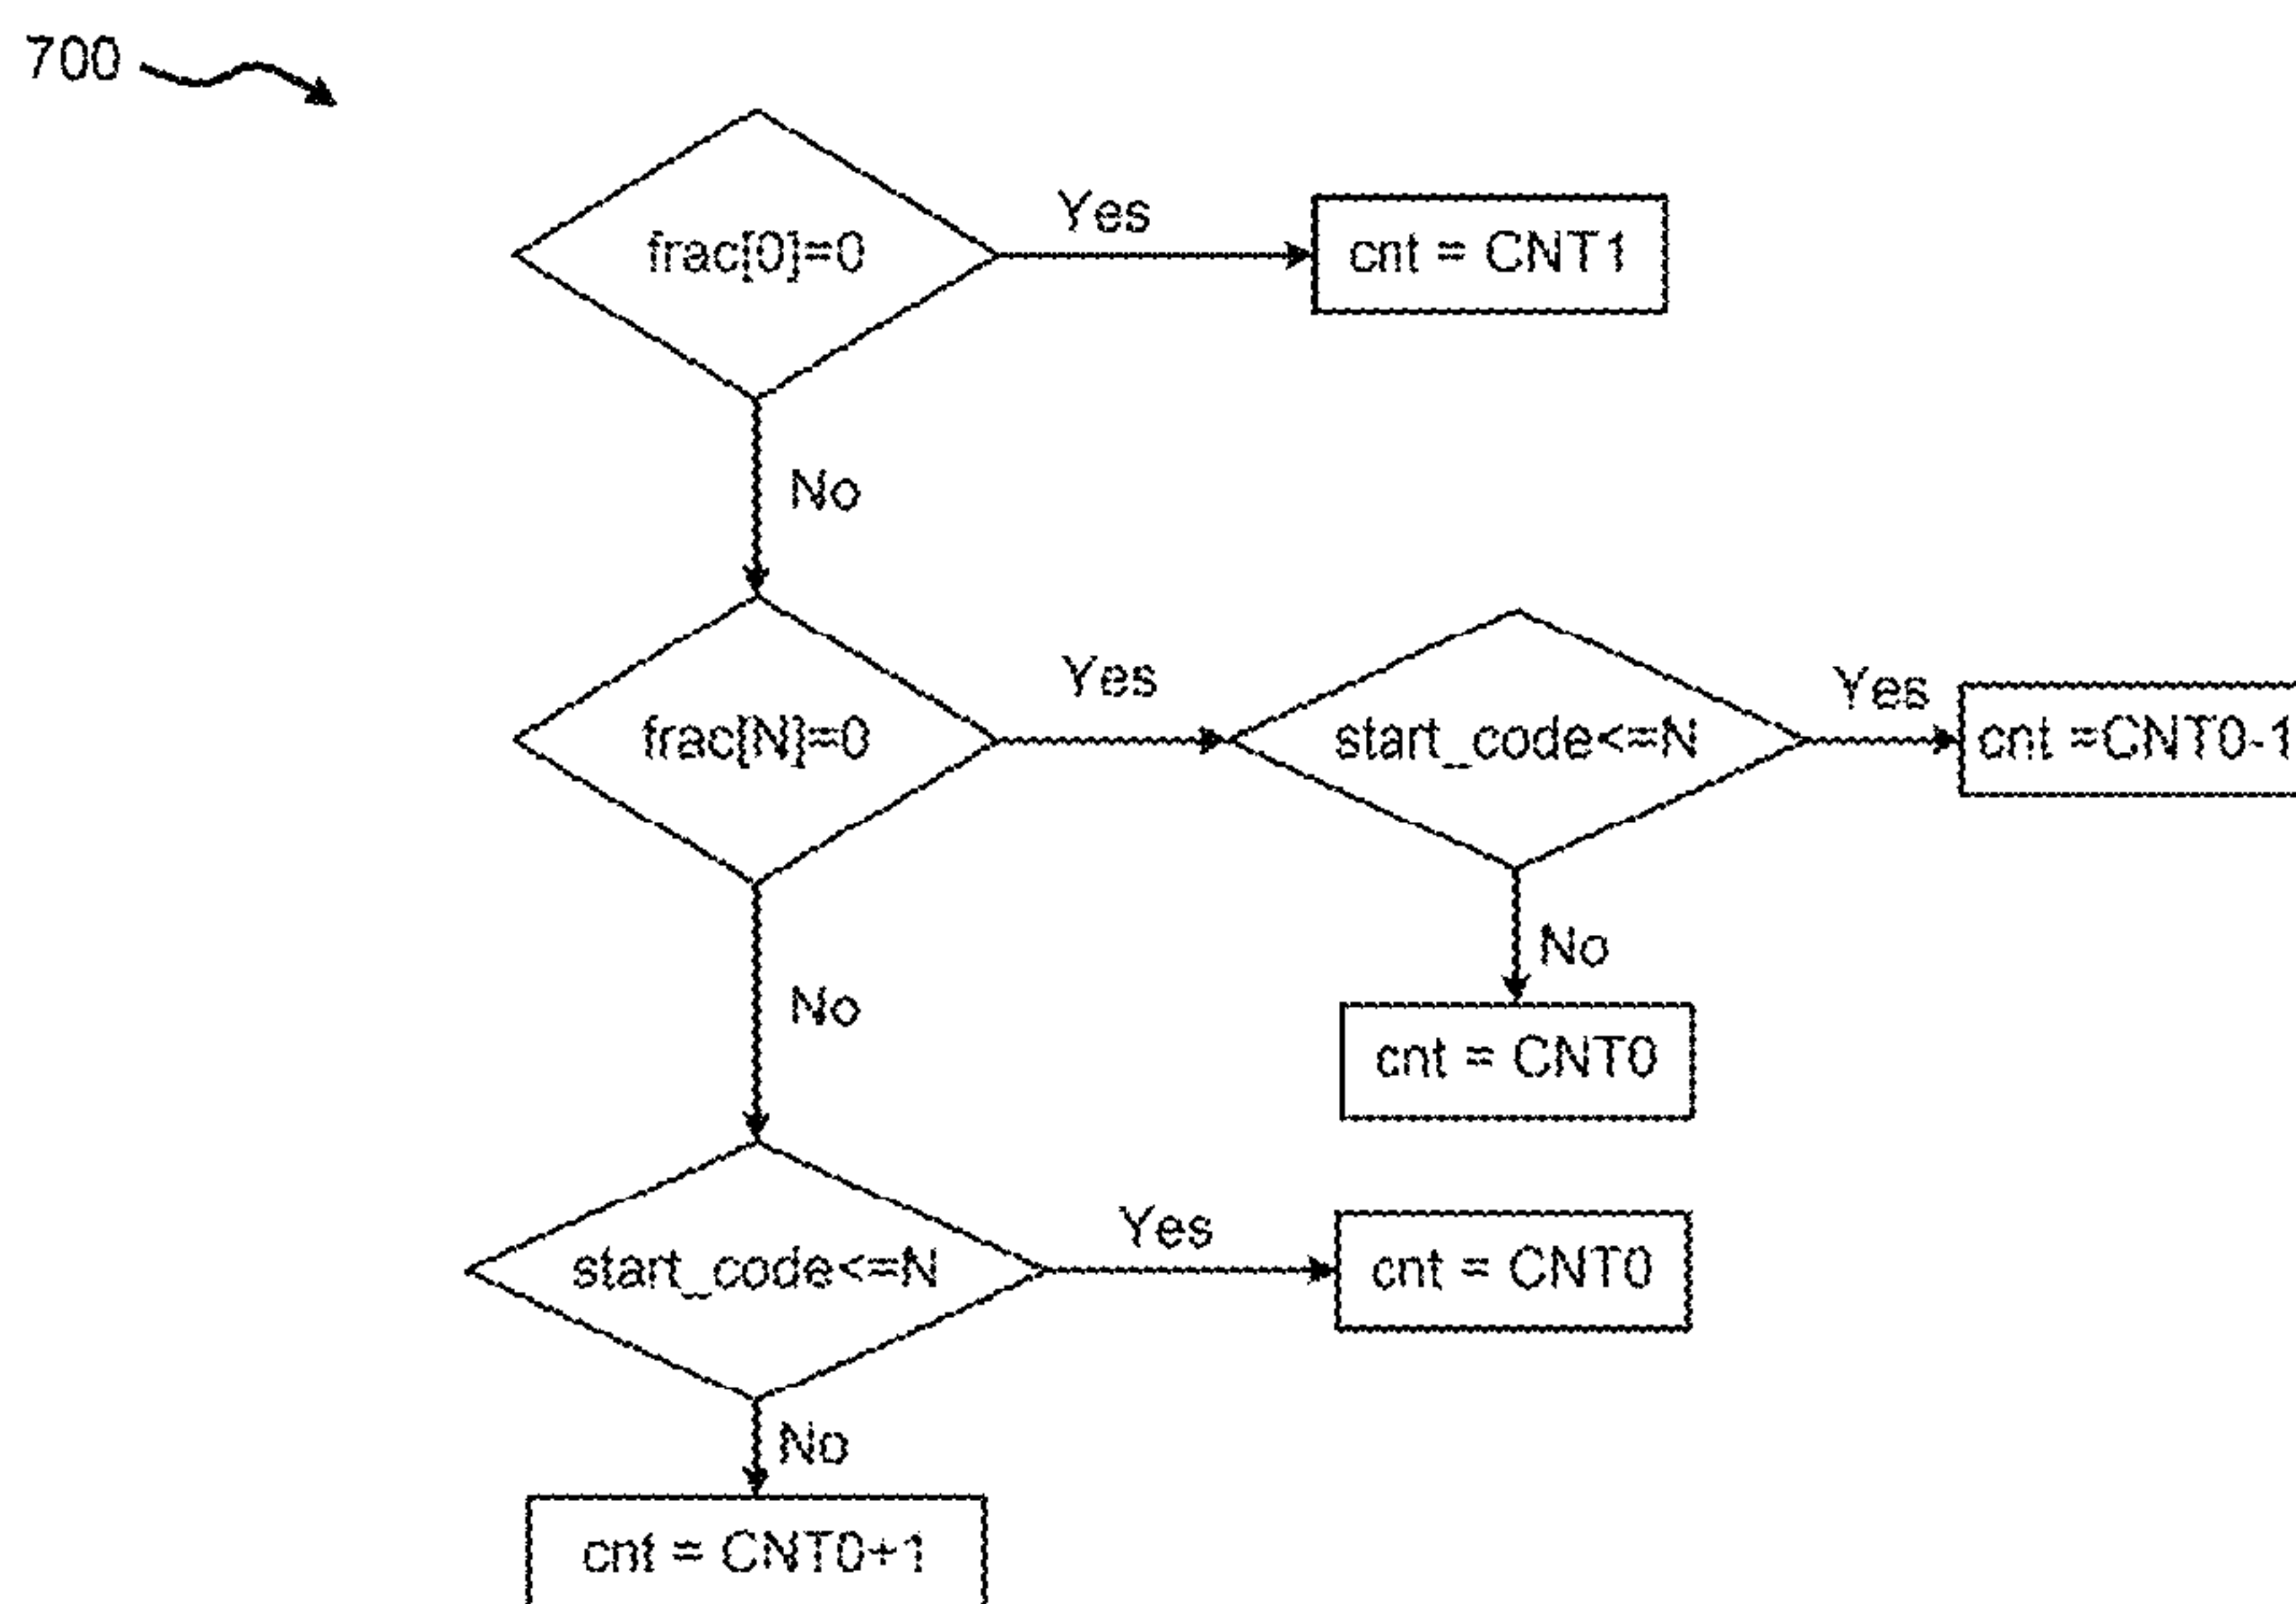 700
Yes
frac[0]=0
cnt = CNT1
No
Yes
Yes
frac[N]=0
start_code<=N
cnt =CNT0-1
No
No
cnt = CNT0
Yes
start_code<=N
cnt = CNT0
No
cnt = CNT0+1